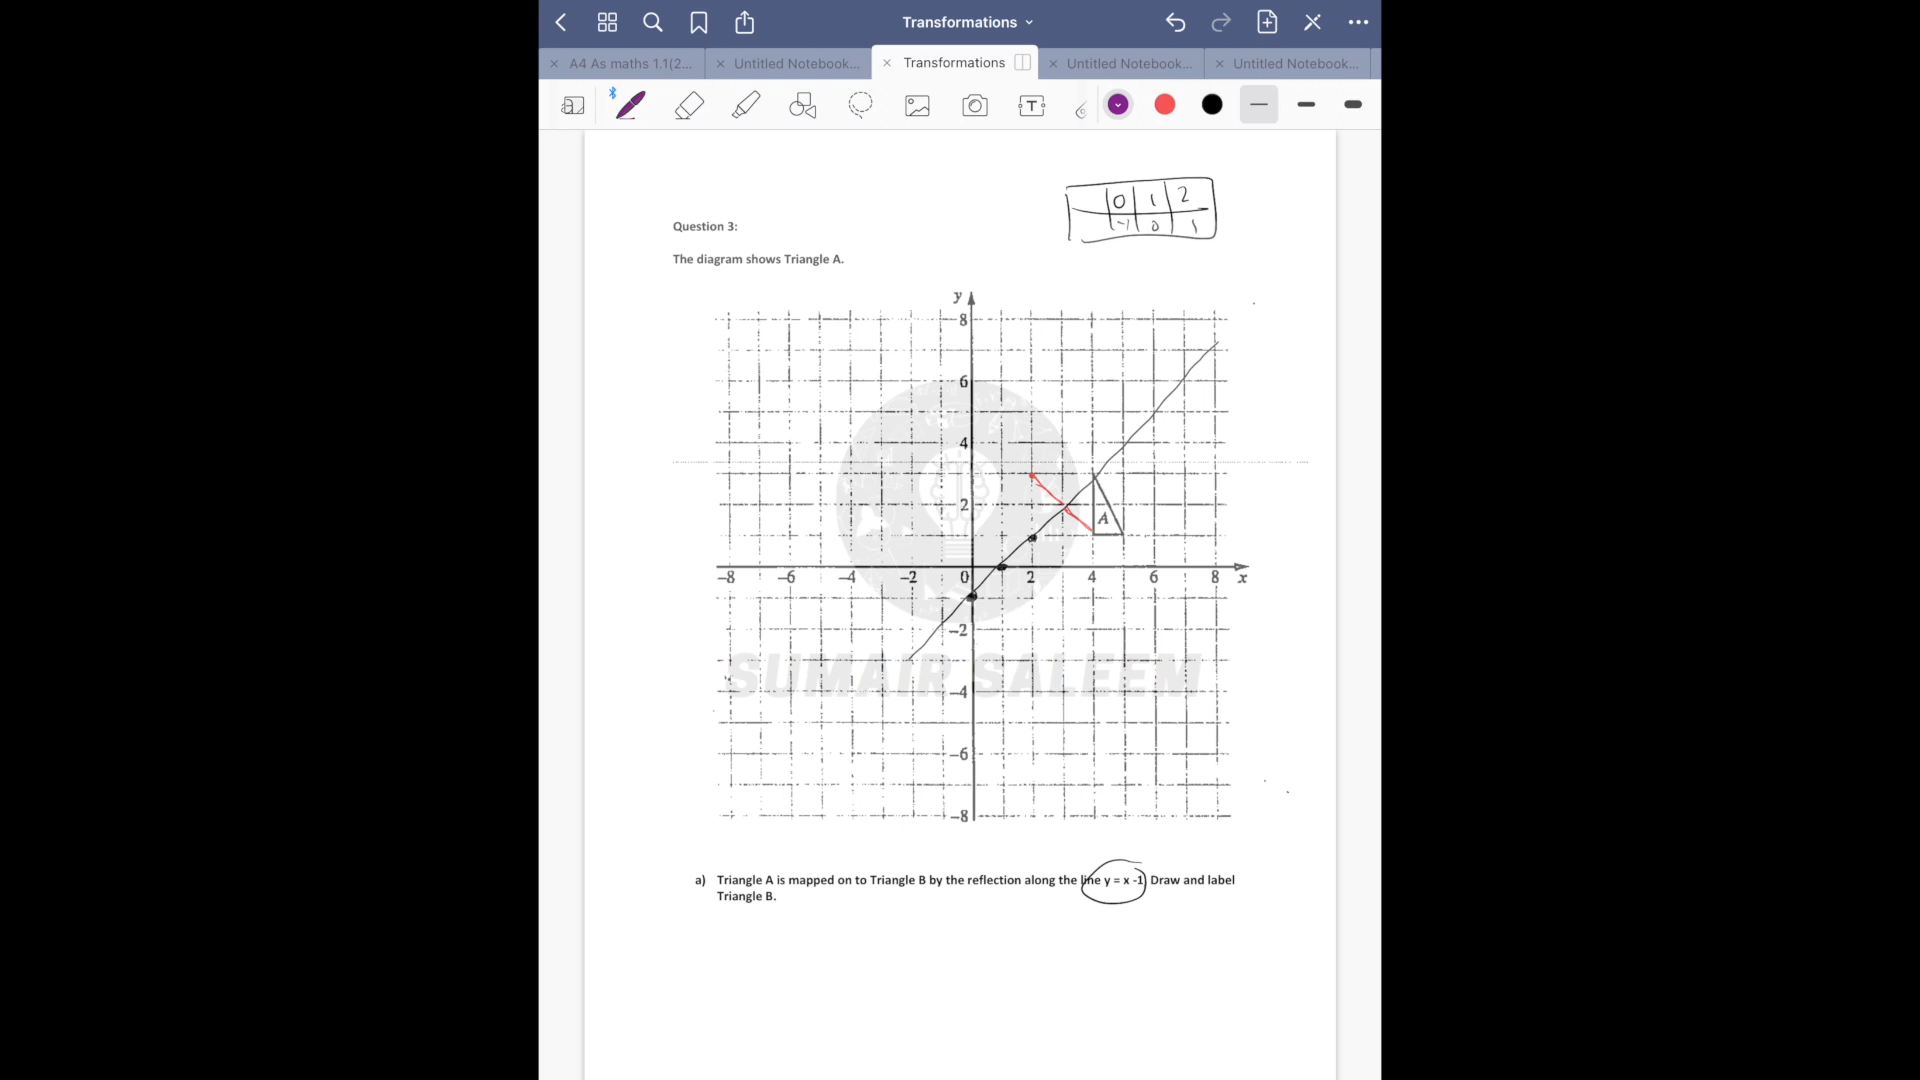 Transformations
A4 As maths 1.1(2...
Untitled Notebook...
Transformations
Untitled Notebook...
Untitled Notebook...
T
0 1 2
-1 0 1
Question 3:
The diagram shows Triangle A.
y
8
6
4
2
A
-8 -6 -4 -2 0 2 4 6 8 x
-2
SUMAIR SALEEM
-4
-6
-8
a) Triangle A is mapped on to Triangle B by the reflection along the line y = x -1. Draw and label
Triangle B.